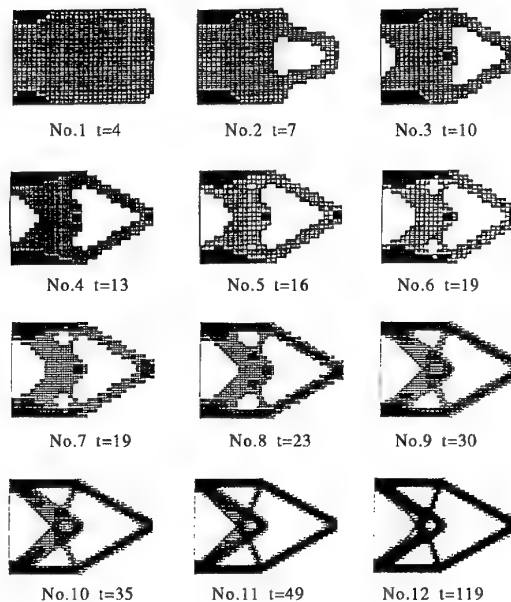 No.1 t=4
No.2 t=7
No.3 t=10
No.4 t=13
No.5 t=16
No.6 t=19
No.7 t=19
No.8 t=23
No.9 t=30
No.10 t=35
No.11 t=49
No.12 t=119